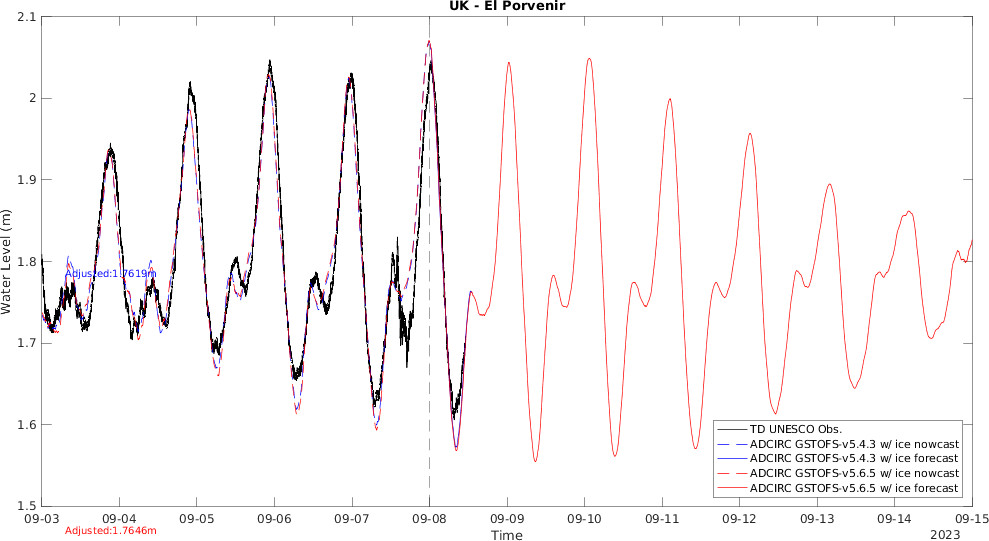 UK - El Porvenir
2.1
2
1.9
1.8
1.7
1.6
1.5
Water Level (m)
Adjusted:1.7619m
TD UNESCO Obs.
ADCIRC GSTOFS-v5.4.3 w/ ice nowcast
ADCIRC GSTOFS-v5.4.3 w/ ice forecast
ADCIRC GSTOFS-v5.6.5 w/ ice nowcast
ADCIRC GSTOFS-v5.6.5 w/ ice forecast
09-03 09-04 09-05 09-06 09-07 09-08 09-09 09-10 09-11 09-12 09-13 09-14 09-15
Adjusted:1.7646m
Time
2023